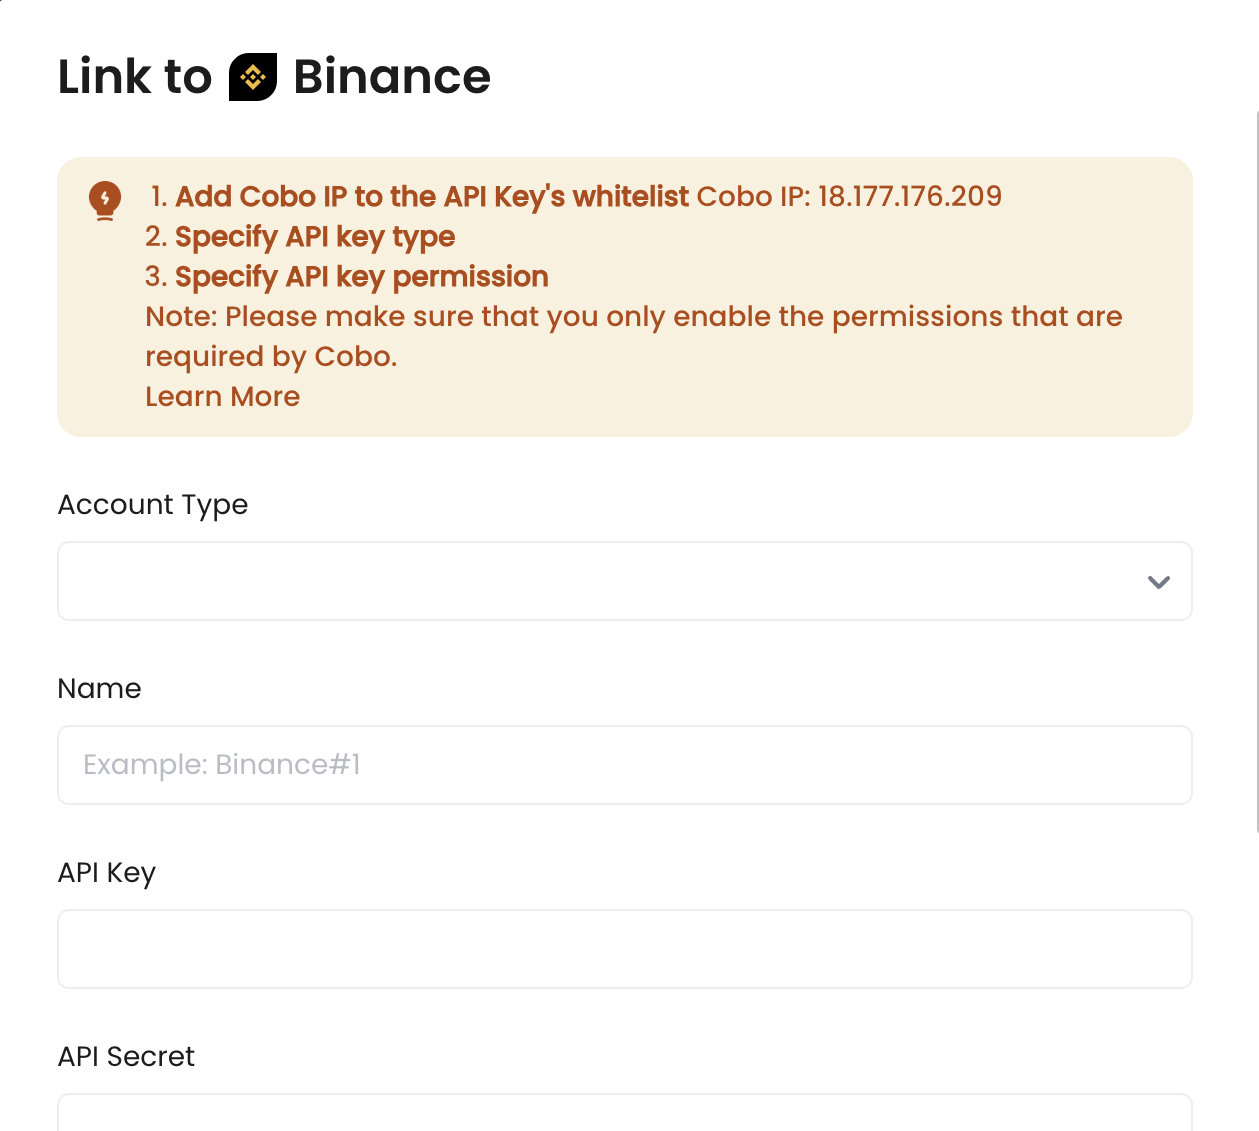 Link to Binance
1. Add Cobo IP to the API Key's whitelist Cobo IP: 18.177.176.209
2. Specify API key type
3. Specify API key permission
Note: Please make sure that you only enable the permissions that are
required by Cobo.
Learn More
Account Type
Name
Example: Binance#1
API Key
API Secret